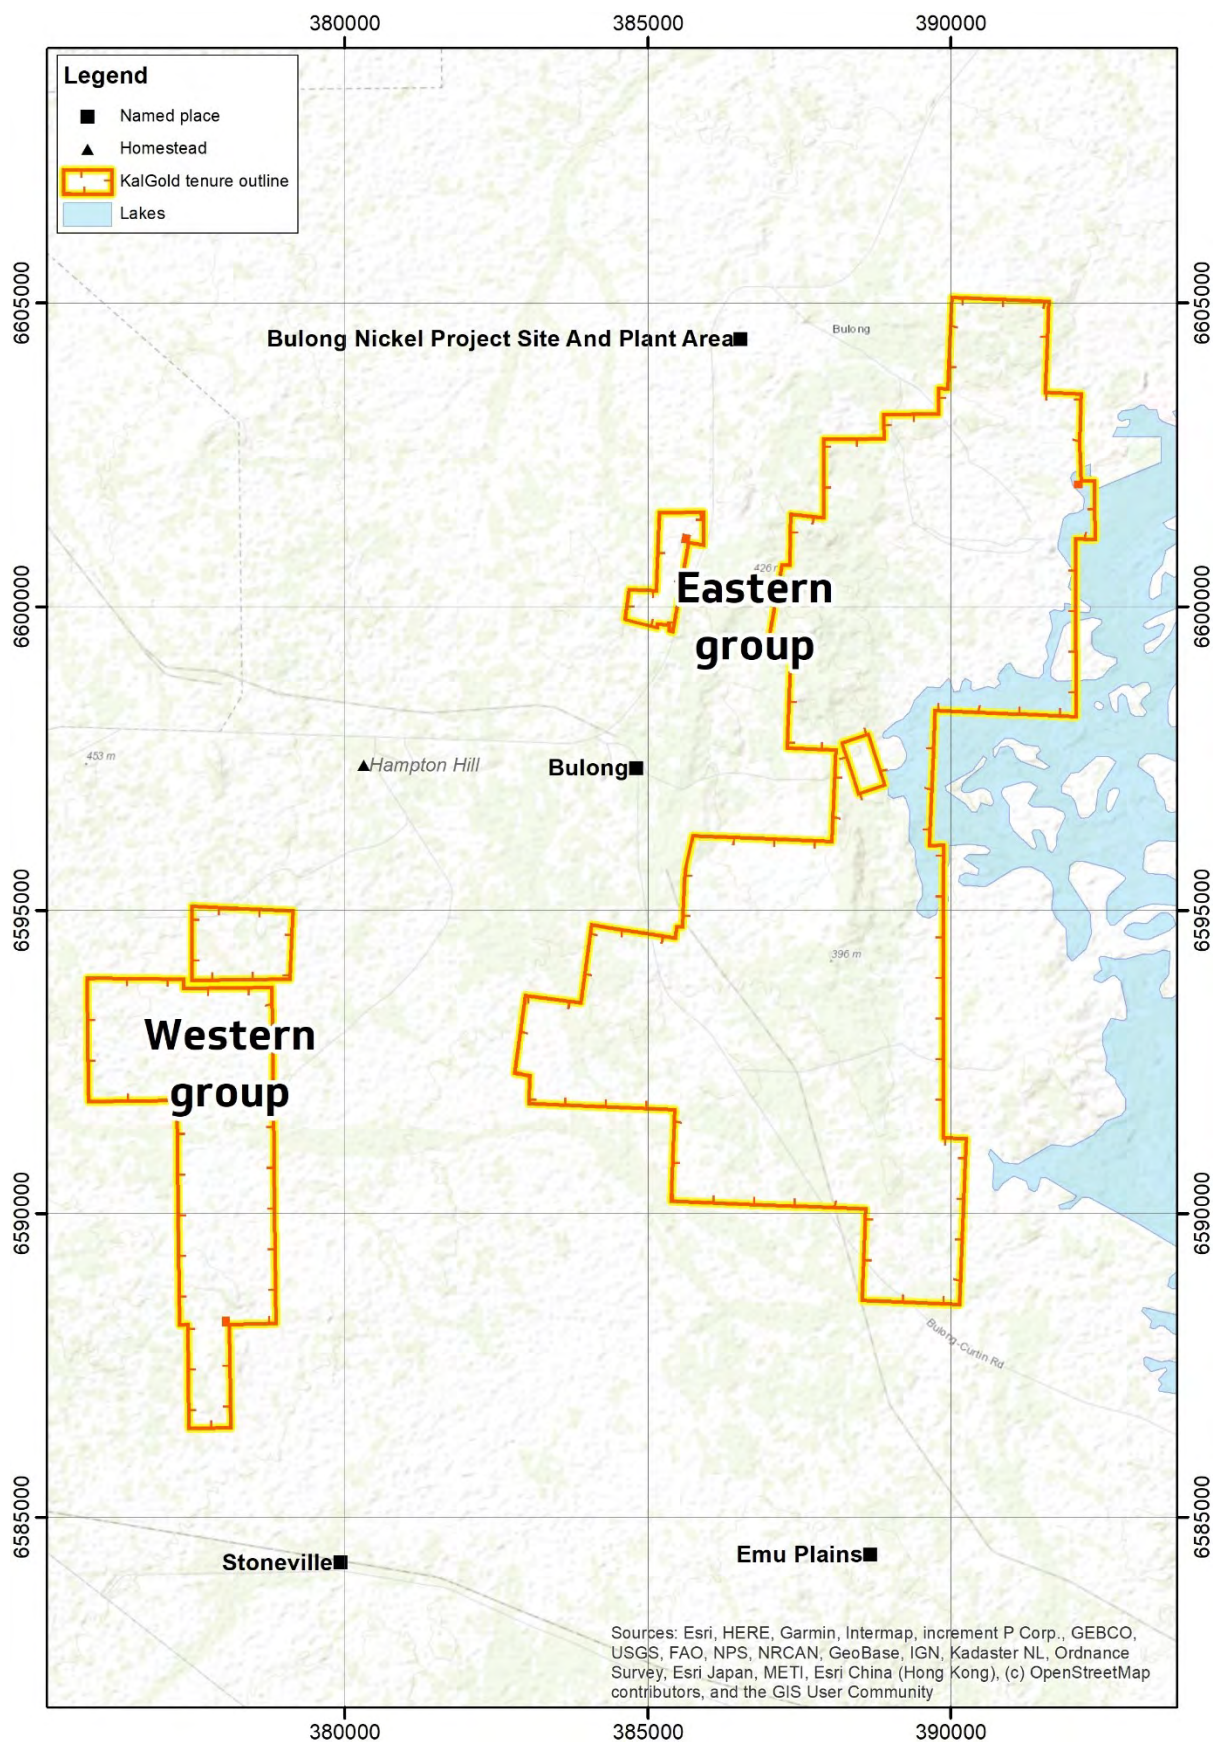 380000
385000
390000
Legend
Named place
Homestead
KalGold tenure outline
Lakes
6605000
6605000
Bulong Nickel Project Site And Plant Area
Bulong
426 m
Eastern
group
6600000
6600000
453 m
Hampton Hill
Bulong
6595000
6595000
396 m
Western
group
6590000
6590000
Bulong-Curtin Rd
6585000
6585000
Stoneville
Emu Plains
Sources: Esri, HERE, Garmin, Intermap, increment P Corp., GEBCO,
USGS, FAO, NPS, NRCAN, GeoBase, IGN, Kadaster NL, Ordnance
Survey, Esri Japan, METI, Esri China (Hong Kong), (c) OpenStreetMap
contributors, and the GIS User Community
380000
385000
390000